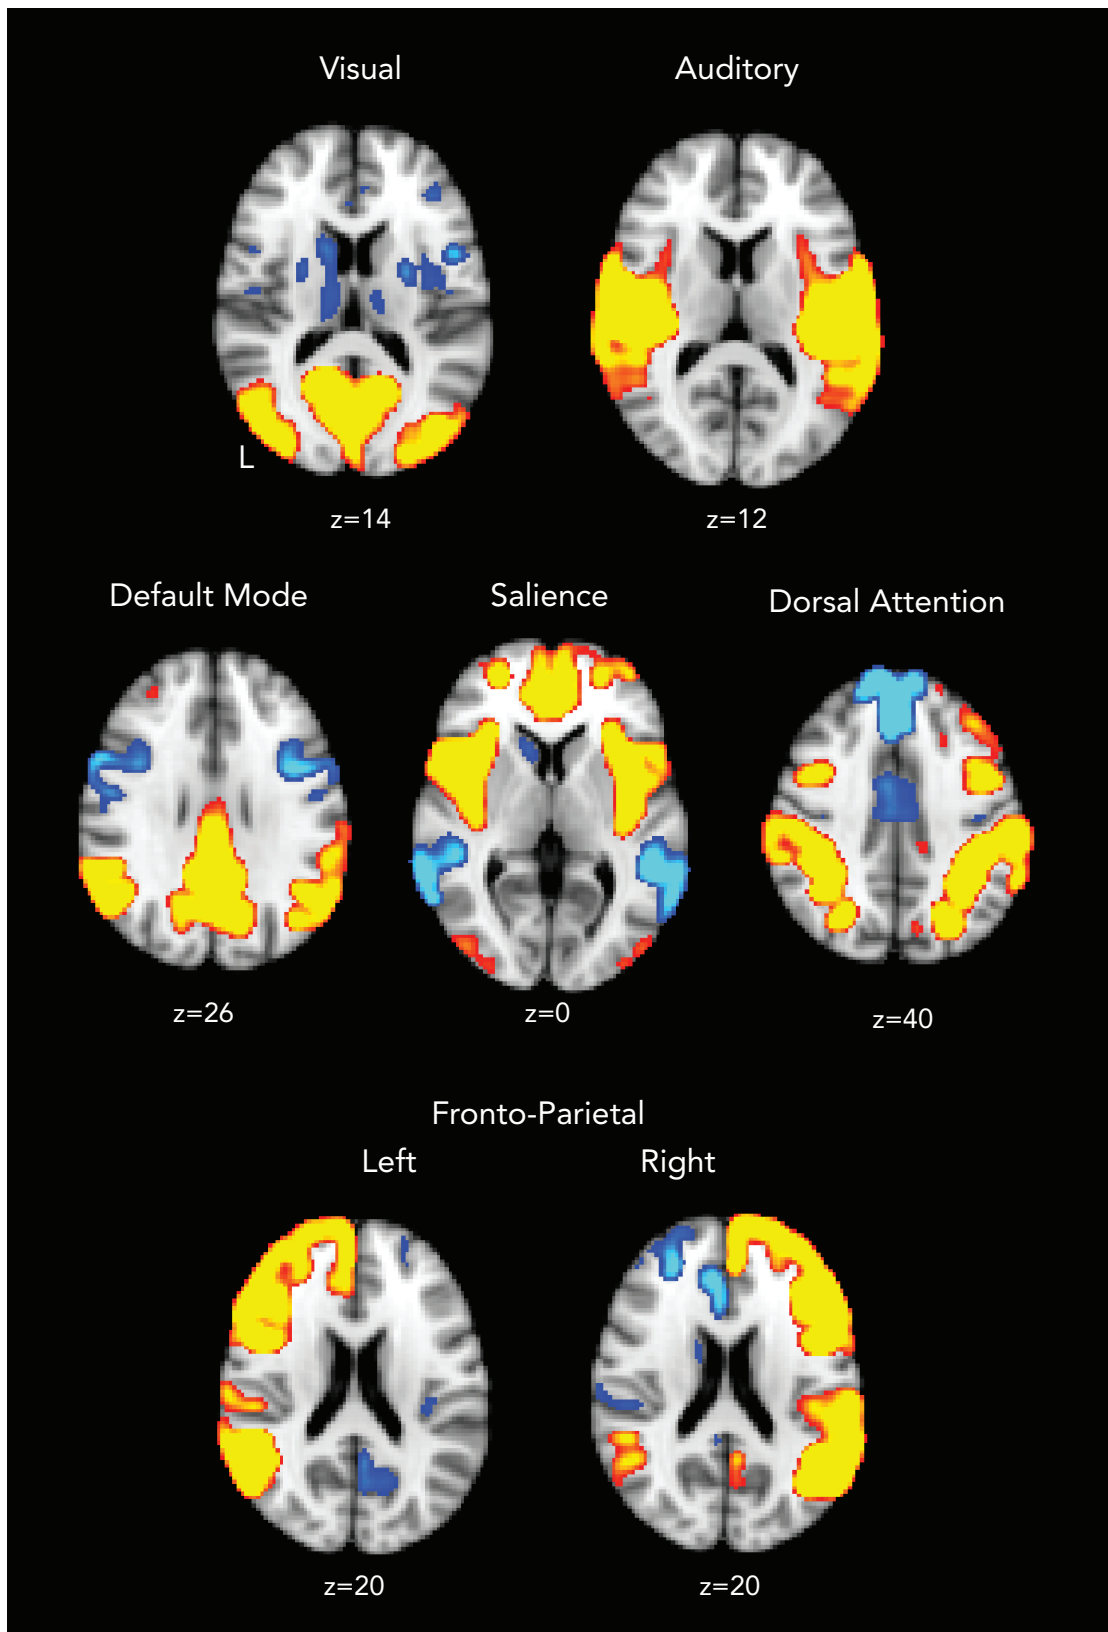 Visual Auditory
L
z=14 z=12
Default Mode Salience Dorsal Attention
z=26 z=0 z=40
Fronto-Parietal
Left Right
z=20 z=20